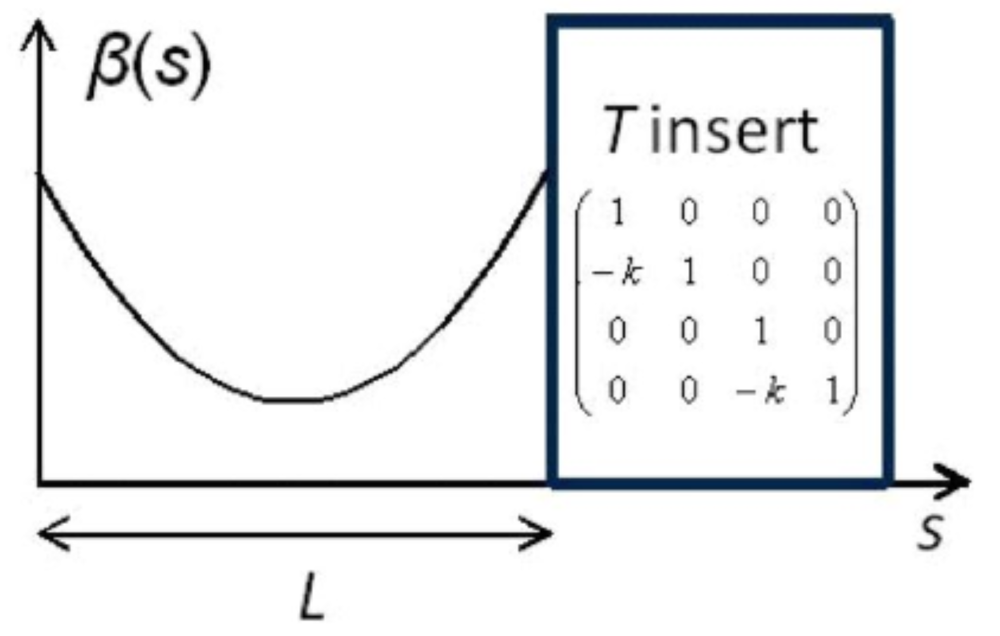 β(s)
T insert
1 0 0 0
-k 1 0 0
0 0 1 0
0 0 -k 1
s
L